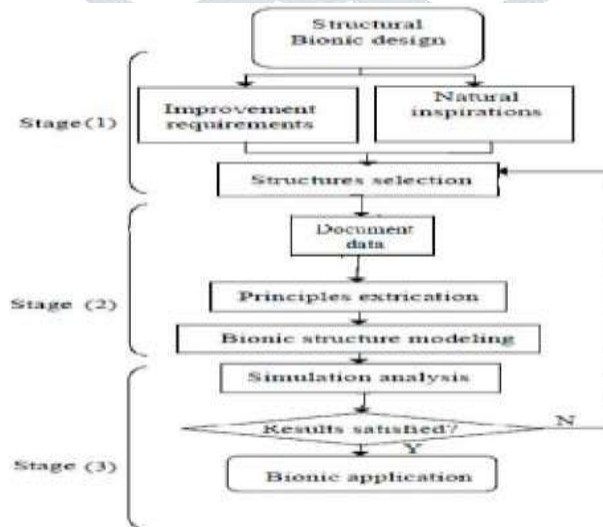 Structural
Bionic design
Stage(1)
Improvement
requirements
Natural
inspirations
Structures selection
Document
data
Stage (2)
Principles extrication
Bionic structure modeling
Simulation analysis
Results satisfied?
N
Y
Stage (3)
Bionic application